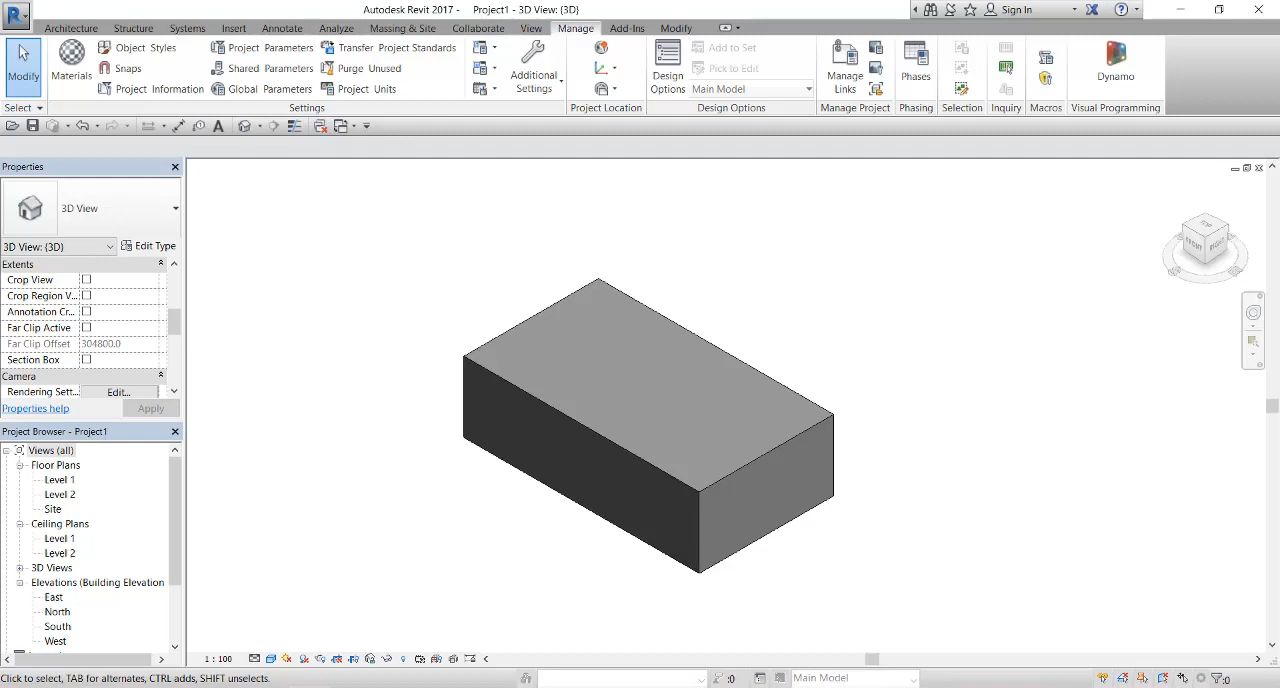 Autodesk Revit 2017 - Project1 - 3D View: {3D}
Sign In
Architecture Structure Systems Insert Annotate Analyze Massing & Site Collaborate View Manage Add-Ins Modify
Modify
Materials
Object Styles
Snaps
Project Information
Project Parameters
Shared Parameters
Global Parameters
Transfer Project Standards
Purge Unused
Project Units
Additional
Settings
Design
Options
Add to Set
Pick to Edit
Main Model
Manage
Links
Phases
Dynamo
Select
Settings
Project Location
Design Options
Manage Project
Phasing
Selection
Inquiry
Macros
Visual Programming
Properties
3D View
3D View: {3D}
Edit Type
Extents
Crop View
Crop Region V...
Annotation Cr...
Far Clip Active
Far Clip Offset 304800.0
Section Box
Camera
Rendering Sett... Edit...
Properties help
Apply
Project Browser - Project1
Views (all)
Floor Plans
Level 1
Level 2
Site
Ceiling Plans
Level 1
Level 2
3D Views
Elevations (Building Elevation
East
North
South
West
TOP
FRONT
RIGHT
1 : 100
Click to select, TAB for alternates, CTRL adds, SHIFT unselects.
:0
Main Model
:0